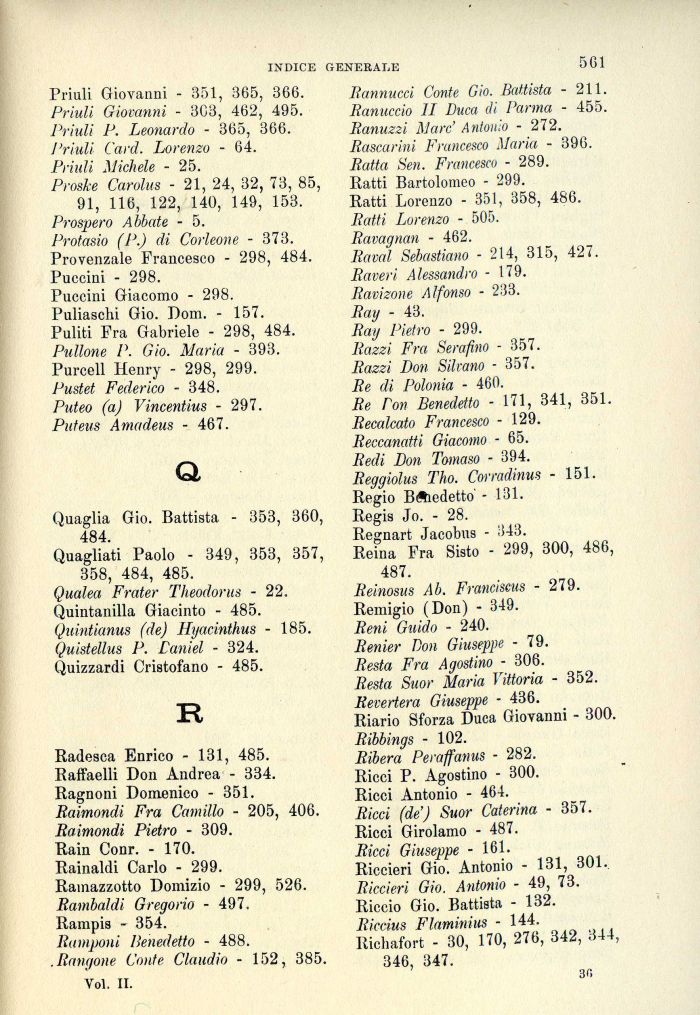 INDICE GENERALE
561
Priuli Giovanni - 351, 365, 366.
Priuli Giovanni - 303, 462, 495.
Priuli P. Leonardo - 365, 366.
Priuli Card. Lorenzo - 64.
Priuli Michele - 25.
Proske Carolus - 21, 24, 32, 73, 85,
91, 116, 122, 140, 149, 153.
Prospero Abbate - 5.
Protasio (P.) di Corleone - 373.
Provenzale Francesco - 298, 484.
Puccini - 298.
Puccini Giacomo - 298.
Puliaschi Gio. Dom. - 157.
Puliti Fra Gabriele - 298, 484.
Pullone P. Gio. Maria - 393.
Purcell Henry - 298, 299.
Pustet Federico - 348.
Puteo (a) Vincentius - 297.
Puteus Amadeus - 467.
Q
Quaglia Gio. Battista - 353, 360,
484.
Quagliati Paolo - 349, 353, 357,
358, 484, 485.
Qualea Frater Theodorus - 22.
Quintanilla Giacinto - 485.
Quintianus (de) Hyacinthus - 185.
Quistellus P. Daniel - 324.
Quizzardi Cristofano - 485.
R
Radesca Enrico - 131, 485.
Raffaelli Don Andrea - 334.
Ragnoni Domenico - 351.
Raimondi Fra Camillo - 205, 406.
Raimondi Pietro - 309.
Rain Conr. - 170.
Rainaldi Carlo - 299.
Ramazzotto Domizio - 299, 526.
Rambaldi Gregorio - 497.
Rampis - 354.
Ramponi Benedetto - 488.
Rangone Conte Claudio - 152, 385.
Vol. II.
Rannucci Conte Gio. Battista - 211.
Ranuccio II Duca di Parma - 455.
Ranuzzi Marc' Antonio - 272.
Rascarini Francesco Maria - 396.
Ratta Sen. Francesco - 289.
Ratti Bartolomeo - 299.
Ratti Lorenzo - 351, 358, 486.
Ratti Lorenzo - 505.
Ravagnan - 462.
Raval Sebastiano - 214, 315, 427.
Raveri Alessandro - 179.
Ravizone Alfonso - 233.
Ray - 43.
Ray Pietro - 299.
Razzi Fra Serafino - 357.
Razzi Don Silvano - 357.
Re di Polonia - 460.
Re Don Benedetto - 171, 341, 351.
Recalcato Francesco - 129.
Reccanatti Giacomo - 65.
Redi Don Tomaso - 394.
Reggiolus Tho. Corradinus - 151.
Regio Benedetto - 131.
Regis Jo. - 28.
Regnart Jacobus - 343.
Reina Fra Sisto - 299, 300, 486,
487.
Reinosus Ab. Franciscus - 279.
Remigio (Don) - 349.
Reni Guido - 240.
Renier Don Giuseppe - 79.
Resta Fra Agostino - 306.
Resta Suor Maria Vittoria - 352.
Revertera Giuseppe - 436.
Riario Sforza Duca Giovanni - 300.
Ribbings - 102.
Ribera Peraffanus - 282.
Ricci P. Agostino - 300.
Ricci Antonio - 464.
Ricci (de') Suor Caterina - 357.
Ricci Girolamo - 487.
Ricci Giuseppe - 161.
Riccieri Gio. Antonio - 131, 301.
Riccieri Gio. Antonio - 49, 73.
Riccio Gio. Battista - 132.
Riccius Flaminius - 144.
Richafort - 30, 170, 276, 342, 344,
346, 347.
36